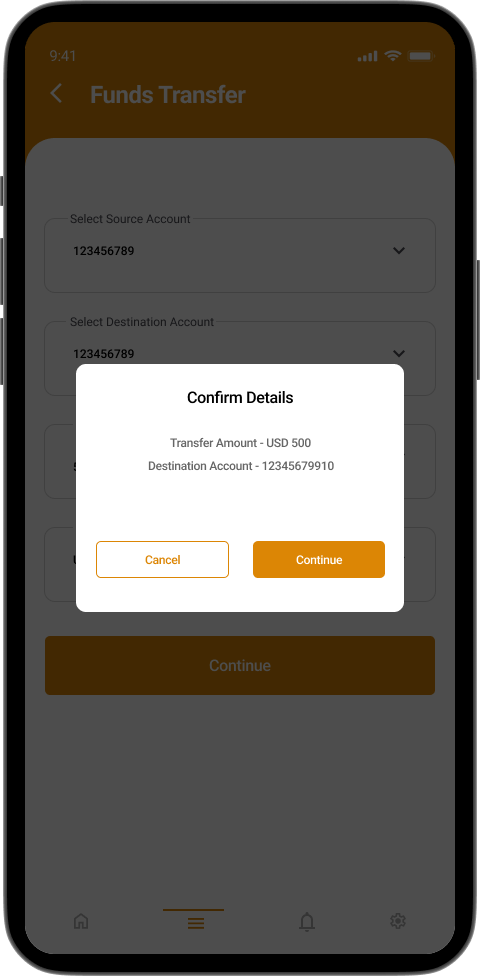 9:41
Funds Transfer
Select Source Account
123456789
Select Destination Account
123456789
Confirm Details
Transfer Amount - USD 500
Destination Account - 12345679910
Cancel
Continue
Continue